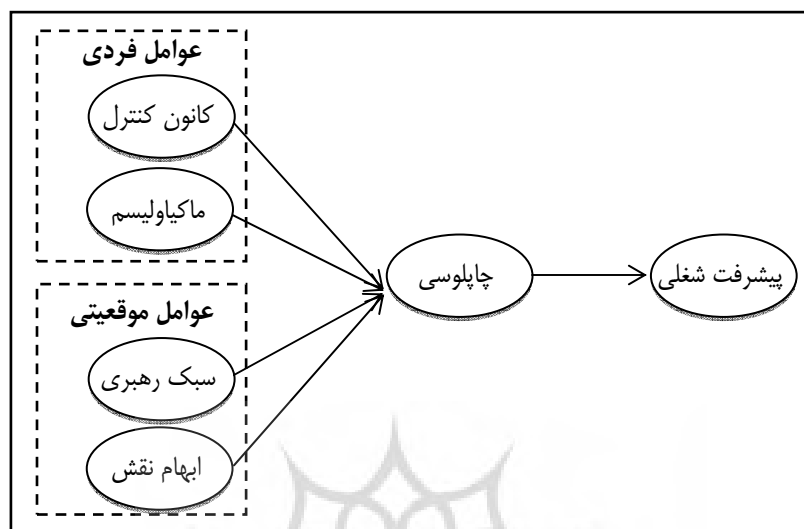 عوامل فردی
کانون کنترل
ماکیاولیسم
عوامل موقعیتی
سبک رهبری
ابهام نقش
چاپلوسی
پیشرفت شغلی